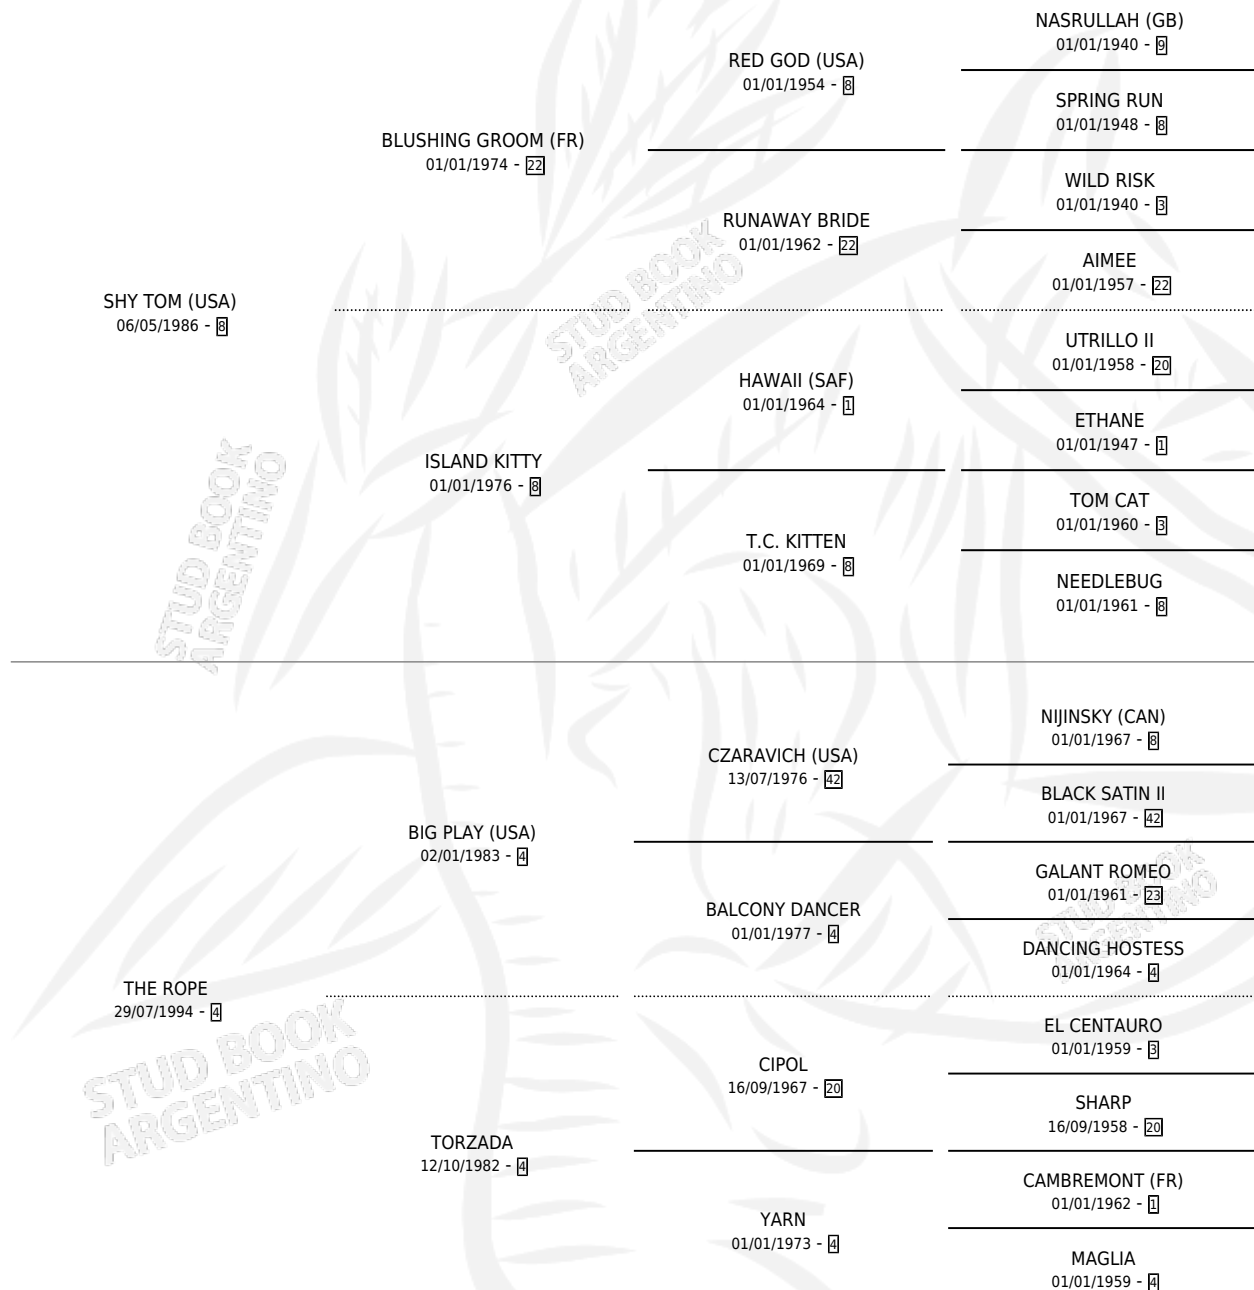 NASRULLAH (GB)
01/01/1940 - 9
RED GOD (USA)
01/01/1954 - 8
SPRING RUN
01/01/1948 - 8
BLUSHING GROOM (FR)
01/01/1974 - 22
WILD RISK
01/01/1940 - 3
RUNAWAY BRIDE
01/01/1962 - 22
AIMEE
01/01/1957 - 22
SHY TOM (USA)
06/05/1986 - 8
UTRILLO II
01/01/1958 - 20
HAWAII (SAF)
01/01/1964 - 1
ETHANE
01/01/1947 - 1
ISLAND KITTY
01/01/1976 - 8
TOM CAT
01/01/1960 - 3
T.C. KITTEN
01/01/1969 - 8
NEEDLEBUG
01/01/1961 - 8
STUD BOOK
ARGENTINO
STUD BOOK
ARGENTINO
NIJINSKY (CAN)
01/01/1967 - 8
CZARAVICH (USA)
13/07/1976 - 42
BLACK SATIN II
01/01/1967 - 42
BIG PLAY (USA)
02/01/1983 - 4
GALANT ROMEO
01/01/1961 - 23
BALCONY DANCER
01/01/1977 - 4
DANCING HOSTESS
01/01/1964 - 4
THE ROPE
29/07/1994 - 4
EL CENTAURO
01/01/1959 - 3
CIPOL
16/09/1967 - 20
SHARP
16/09/1958 - 20
TORZADA
12/10/1982 - 4
CAMBREMONT (FR)
01/01/1962 - 1
YARN
01/01/1973 - 4
MAGLIA
01/01/1959 - 4
STUD BOOK
ARGENTINO
STUD BOOK
ARGENTINO